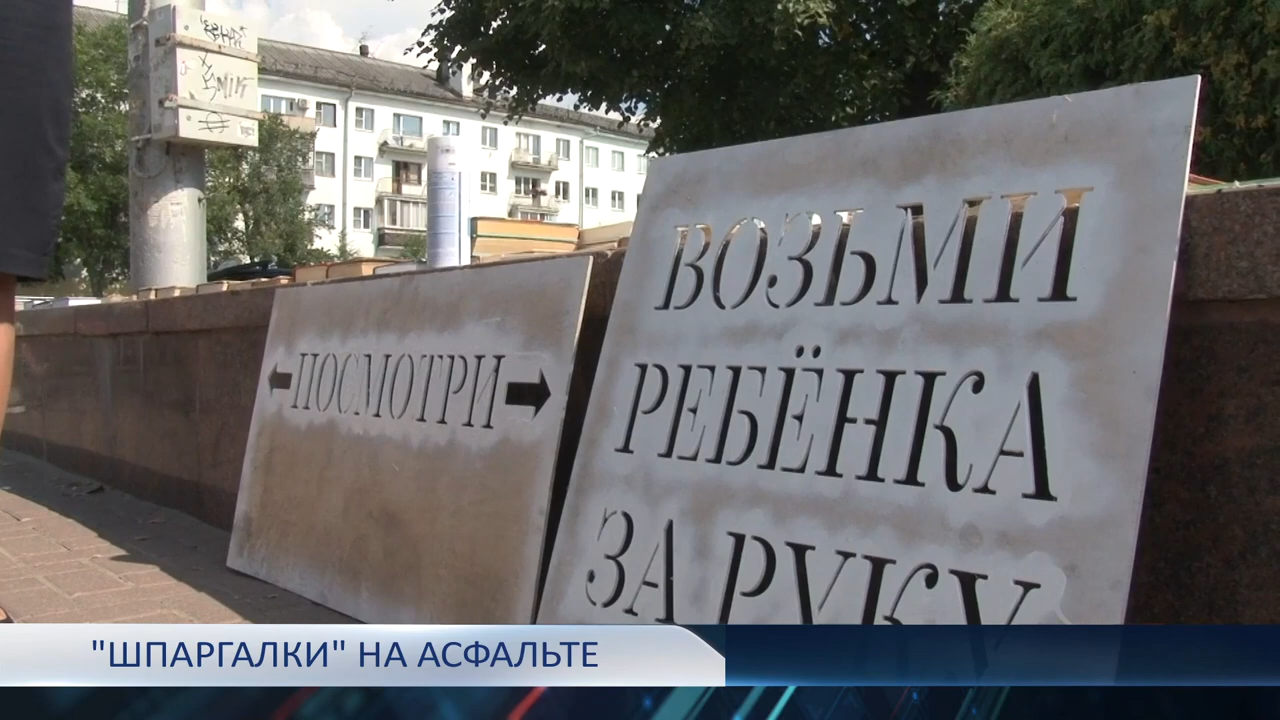 ←ПОСМОТРИ→
ВОЗЬМИ
РЕБЁНКА
ЗА РУКУ
"ШПАРГАЛКИ" НА АСФАЛЬТЕ